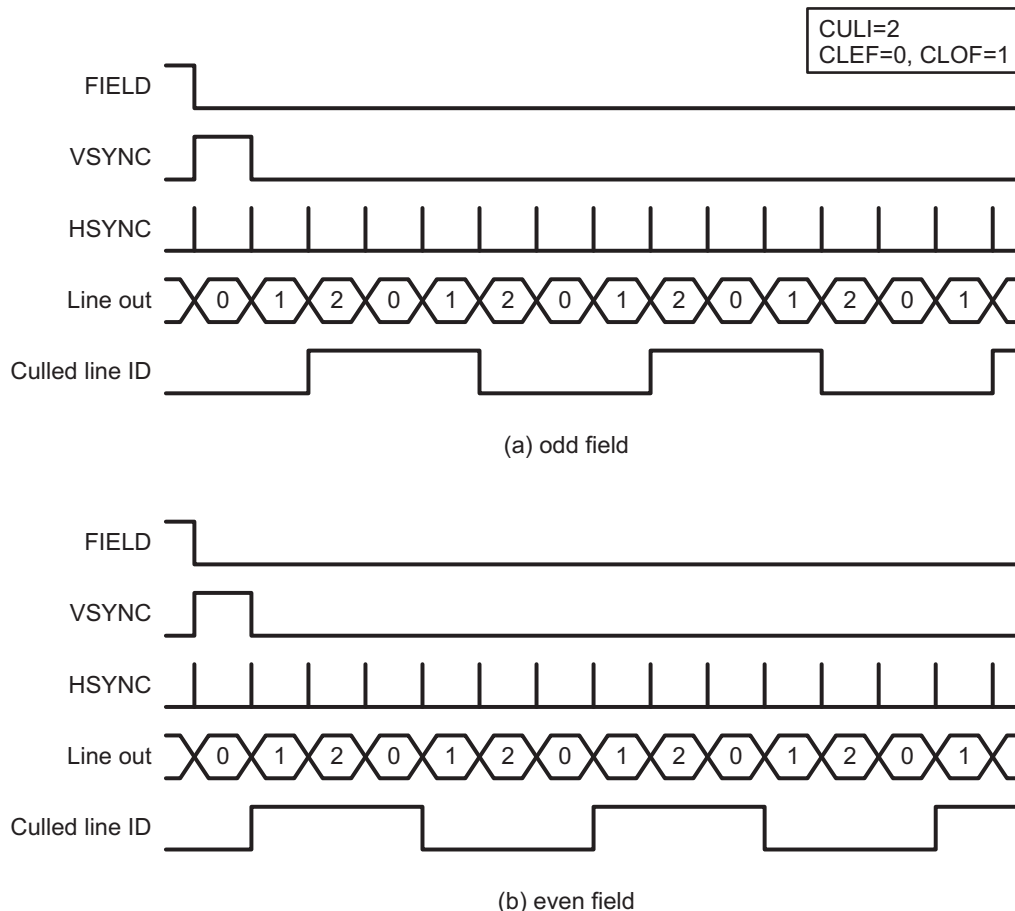 CULI=2
CLEF=0, CLOF=1
FIELD
VSYNC
HSYNC
Line out 0 1 2 0 1 2 0 1 2 0 1 2 0 1
Culled line ID
(a) odd field
FIELD
VSYNC
HSYNC
Line out 0 1 2 0 1 2 0 1 2 0 1 2 0 1
Culled line ID
(b) even field